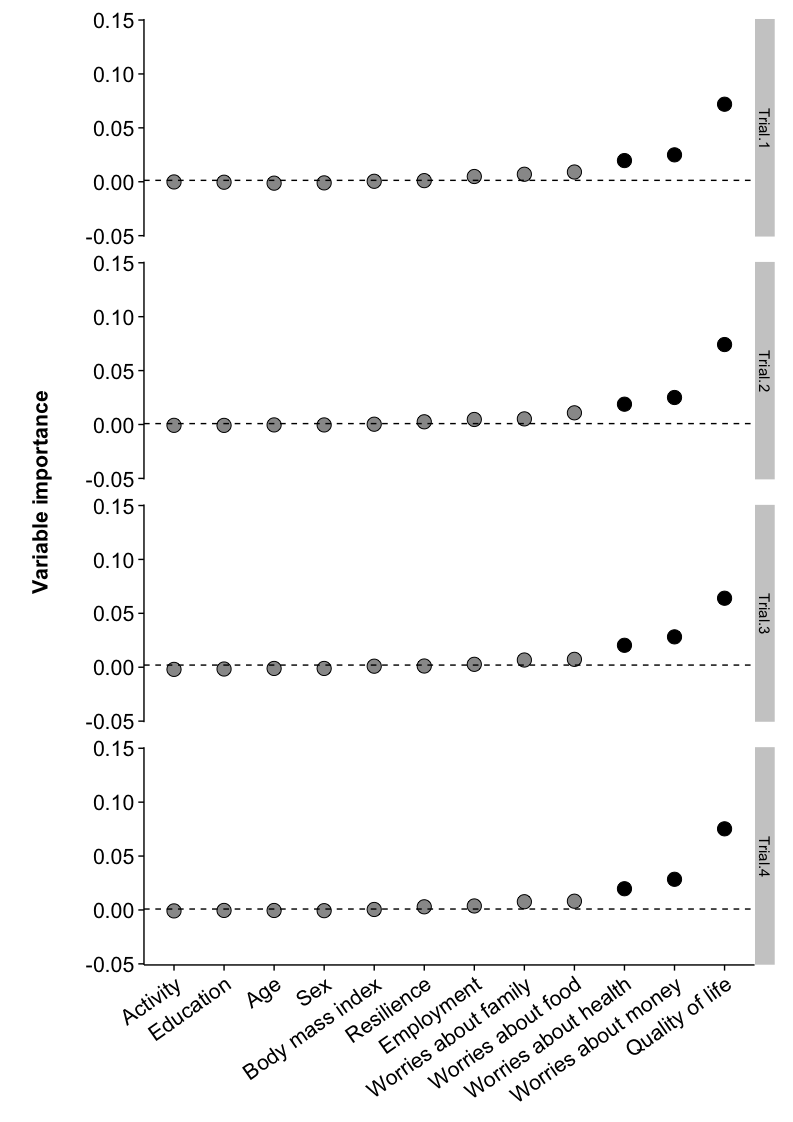 Variable importance
0.15
0.10
0.05
0.00
-0.05
Trial.1
0.15
0.10
0.05
0.00
-0.05
Trial.2
0.15
0.10
0.05
0.00
-0.05
Trial.3
0.15
0.10
0.05
0.00
-0.05
Trial.4
Activity
Education
Age
Sex
Body mass index
Resilience
Employment
Worries about family
Worries about food
Worries about health
Worries about money
Quality of life